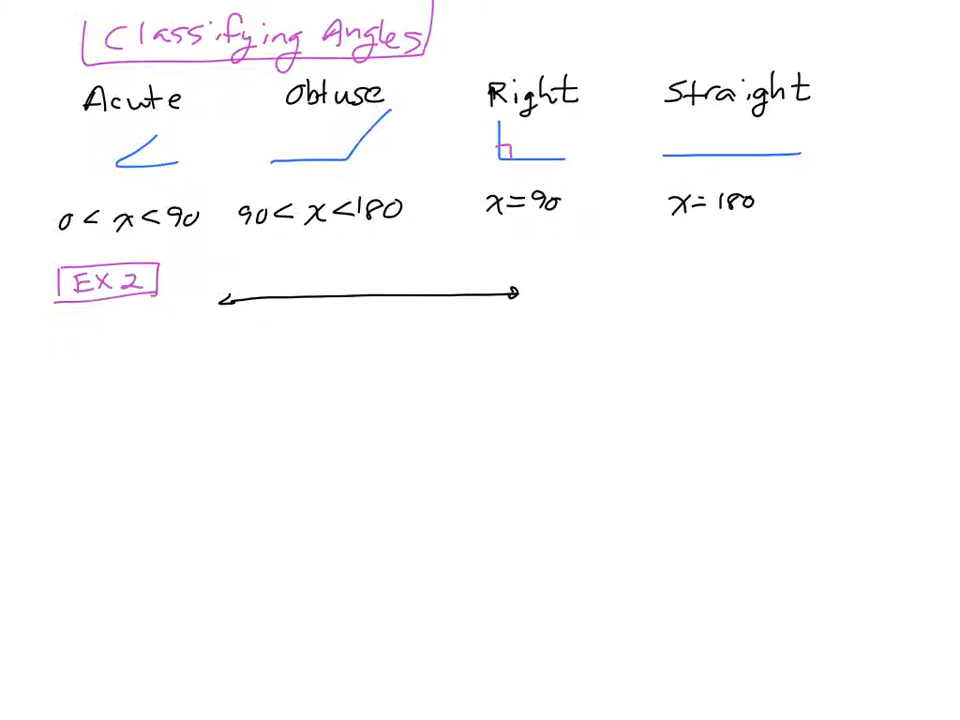 Classifying Angles
Acute Obtuse Right Straight
0 < x < 90 90 < x < 180 x = 90 x = 180
EX 2